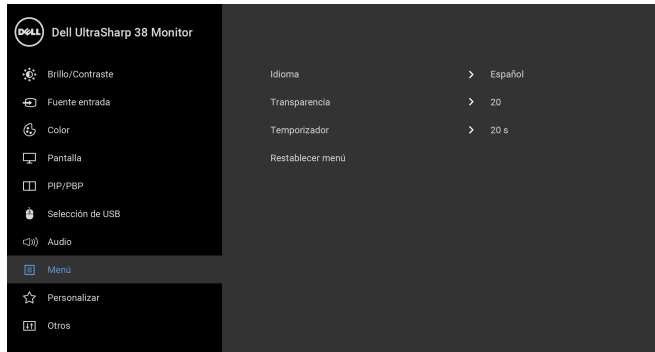 DELL Dell UltraSharp 38 Monitor
Brillo/Contraste
Idioma > Español
Fuente entrada
Transparencia > 20
Color
Temporizador > 20 s
Pantalla
Restablecer menú
PIP/PBP
Selección de USB
Audio
Menú
Personalizar
Otros